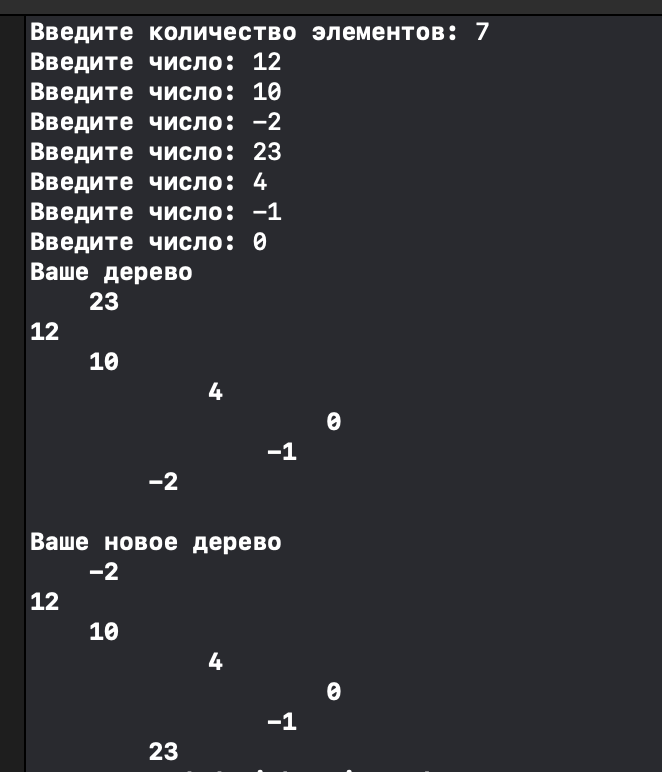 Введите количество элементов: 7
Введите число: 12
Введите число: 10
Введите число: -2
Введите число: 23
Введите число: 4
Введите число: -1
Введите число: 0
Ваше дерево
    23
12
    10
            4
                    0
                -1
        -2

Ваше новое дерево
    -2
12
    10
            4
                    0
                -1
        23